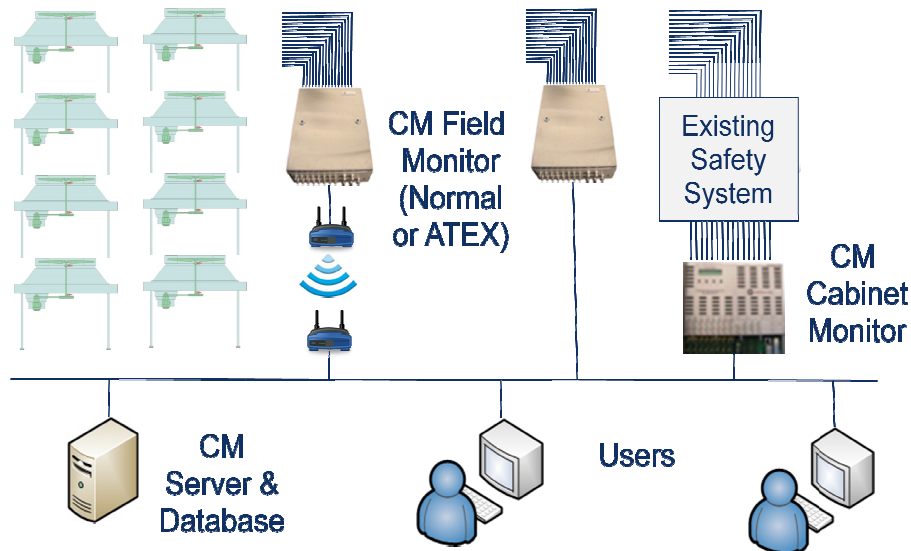 CM Field
Monitor
(Normal
or ATEX)
Existing
Safety
System
CM
Cabinet
Monitor
CM
Server &
Database
Users